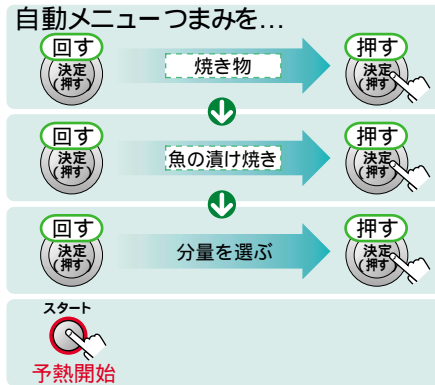 自動メニューつまみを…
回す
決定
(押す)
焼き物
押す
決定
(押す)
回す
決定
(押す)
魚の漬け焼き
押す
決定
(押す)
回す
決定
(押す)
分量を選ぶ
押す
決定
(押す)
スタート
予熱開始